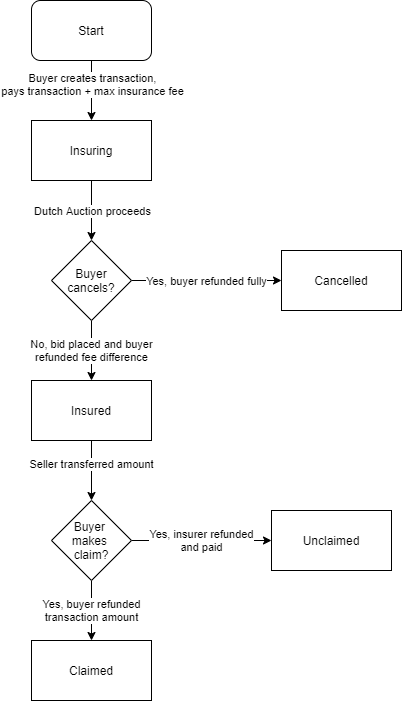 Start
Buyer creates transaction,
pays transaction + max insurance fee
Insuring
Dutch Auction proceeds
Buyer
cancels?
Yes, buyer refunded fully
Cancelled
No, bid placed and buyer
refunded fee difference
Insured
Seller transferred amount
Buyer
makes
claim?
Yes, insurer refunded
and paid
Unclaimed
Yes, buyer refunded
transaction amount
Claimed